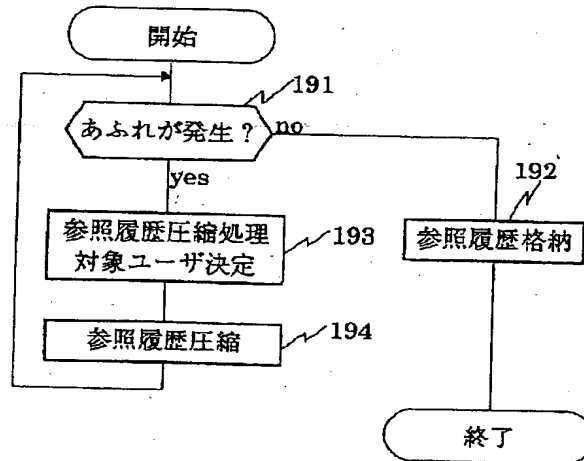 開始
191
あふれが発生？
no
yes
192
参照履歴圧縮処理
対象ユーザ決定
193
参照履歴格納
参照履歴圧縮
194
終了